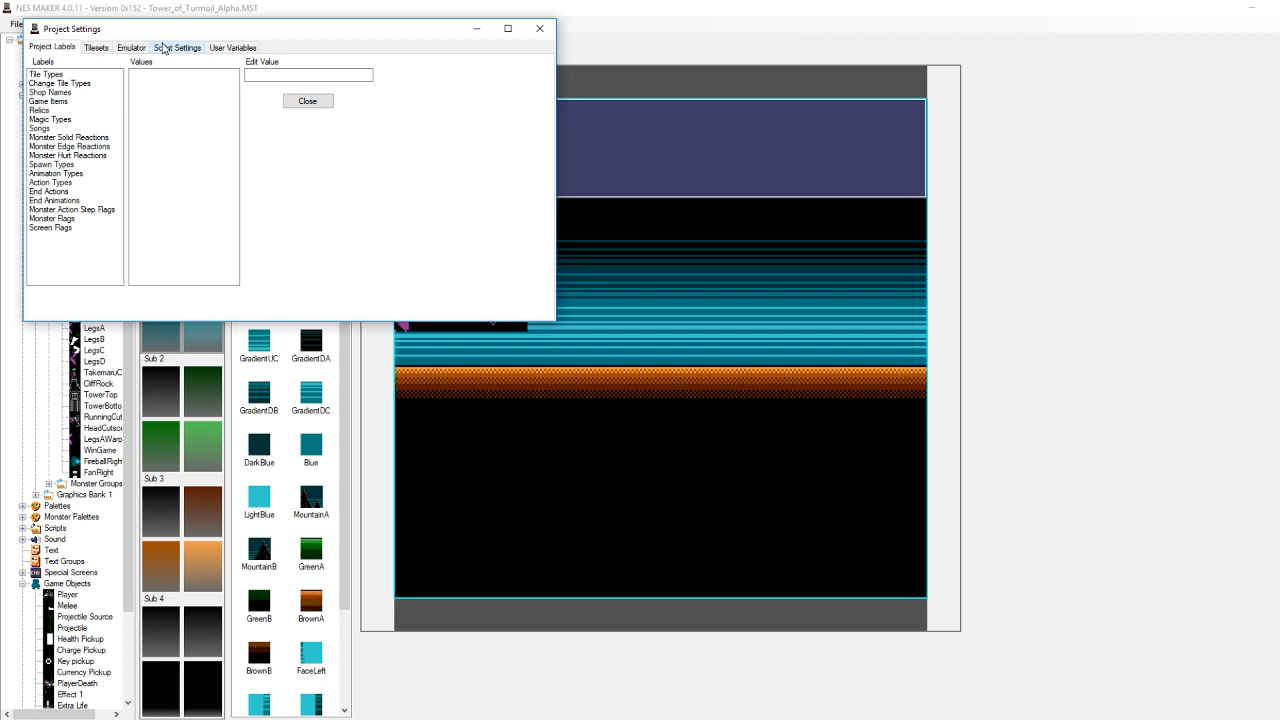 NES MAKER 4.0.11 - Version: 0x152 - Tower_of_Turmoil_Alpha.MST
Project Settings
Project Labels Tilesets Emulator Script Settings User Variables
Labels Values Edit Value
Tile Types
Change Tile Types
Shop Names
Game Items
Close
Relics
Magic Types
Songs
Monster Solid Reactions
Monster Edge Reactions
Monster Hurt Reactions
Spawn Types
Animation Types
Action Types
End Actions
End Animations
Monster Action Step Flags
Monster Flags
Screen Flags
LegsA
LegsB
LegsC
LegsD
TakemaruC
CliffRock
TowerTop
TowerBotto
RunningCut
HeadCutsce
LegsAWarp
WinGame
FireballRigh
FanRight
Monster Groups
Graphics Bank 1
Palettes
Monster Palettes
Scripts
Sound
Text
Text Groups
Special Screens
Game Objects
Player
Melee
Projectile Source
Projectile
Health Pickup
Charge Pickup
Key pickup
Currency Pickup
PlayerDeath
Effect 1
Extra Life
Sub 2
Sub 3
Sub 4
GradientUC GradientDA
GradientDB GradientDC
DarkBlue Blue
LightBlue MountainA
MountainB GreenA
GreenB BrownA
BrownB FaceLeft